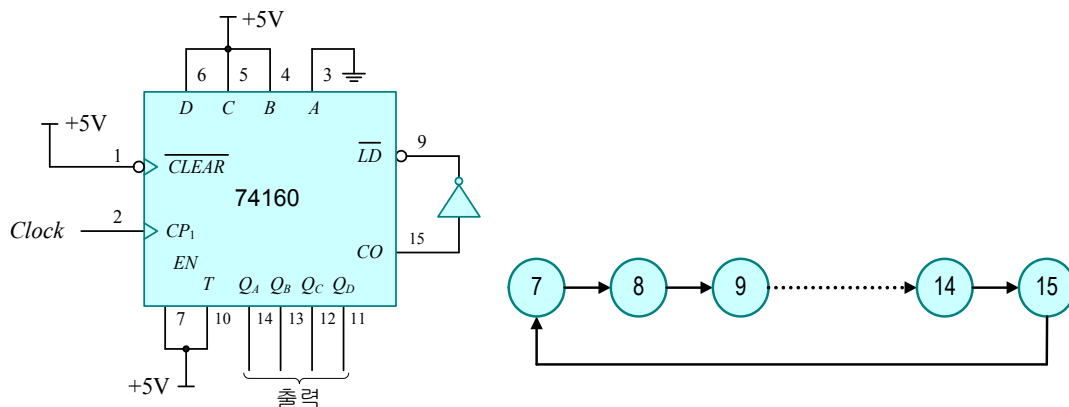 +5V
6 5 4 3
D C B A
+5V
1 CLEAR LD 9
74160
Clock 2 CP1
CO 15
EN
T QA QB QC QD
7 10 14 13 12 11
+5V
출력
7 8 9 14 15